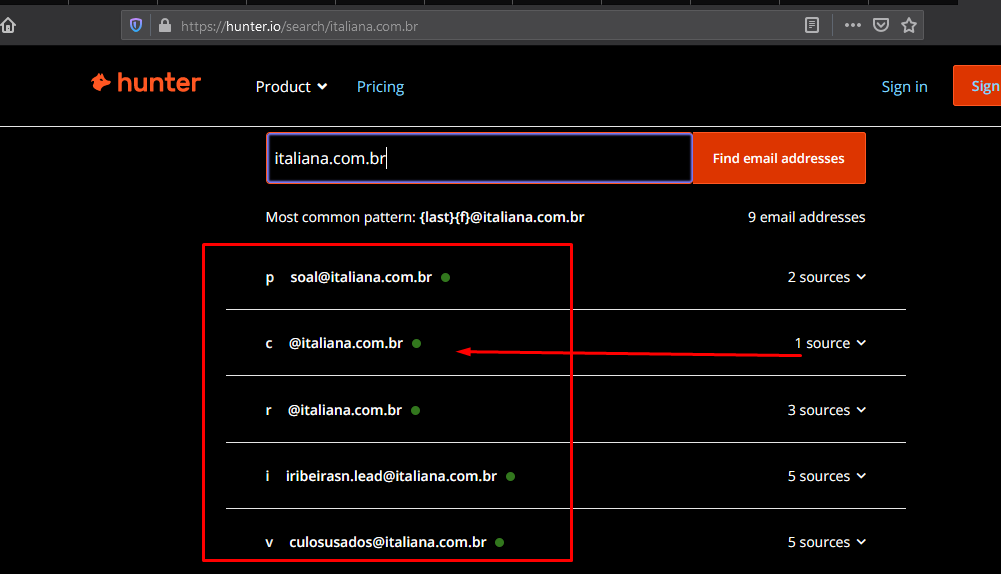 https://hunter.io/search/italiana.com.br
hunter
Product
Pricing
Sign in
Sign
italiana.com.br
Find email addresses
Most common pattern: {last}{f}@italiana.com.br
9 email addresses
p soal@italiana.com.br
2 sources
c @italiana.com.br
1 source
r @italiana.com.br
3 sources
i iribeirasn.lead@italiana.com.br
5 sources
v culosusados@italiana.com.br
5 sources